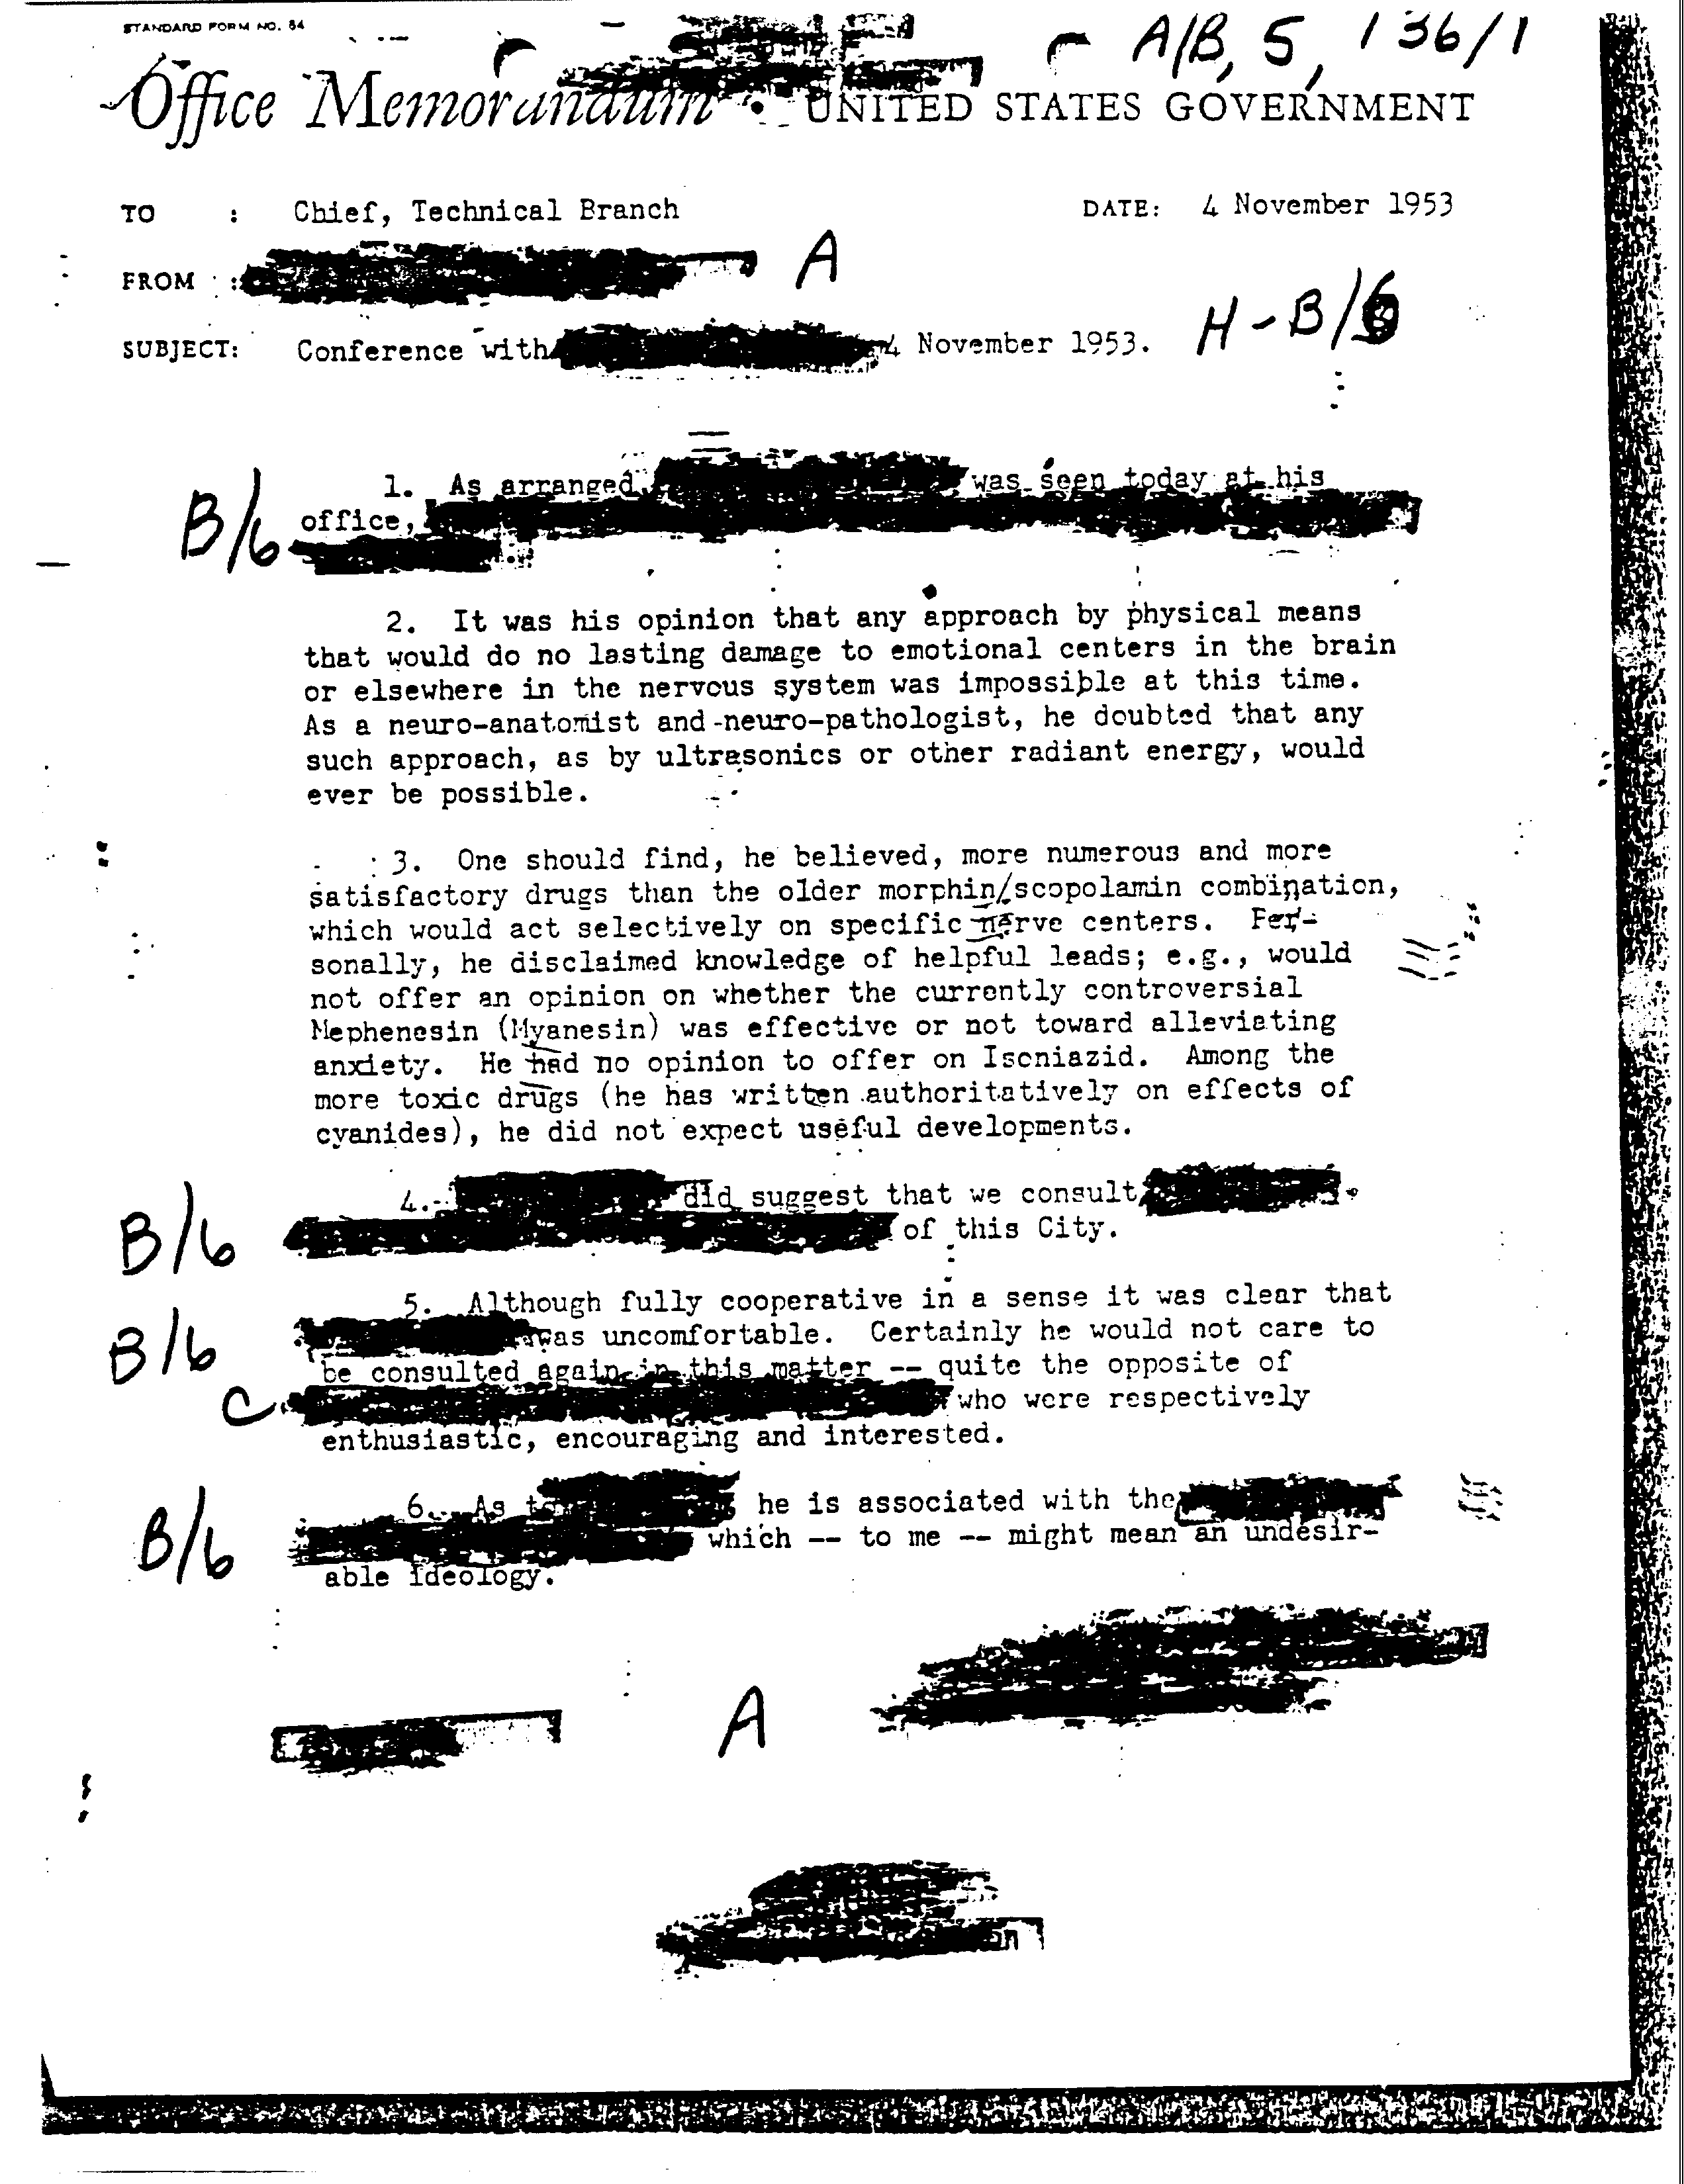 STANDARD FORM NO. 64
A/B, 5, 136/1
Office Memorandum • UNITED STATES GOVERNMENT
TO : Chief, Technical Branch DATE: 4 November 1953
FROM : A
SUBJECT: Conference with 4 November 1953. H-B/6
1. As arranged was seen today at his
B/6 office,
2. It was his opinion that any approach by physical means
that would do no lasting damage to emotional centers in the brain
or elsewhere in the nervous system was impossible at this time.
As a neuro-anatomist and-neuro-pathologist, he doubted that any
such approach, as by ultrasonics or other radiant energy, would
ever be possible.
3. One should find, he believed, more numerous and more
satisfactory drugs than the older morphin/scopolamin combination,
which would act selectively on specific nerve centers. Per-
sonally, he disclaimed knowledge of helpful leads; e.g., would
not offer an opinion on whether the currently controversial
Mephenesin (Myanesin) was effective or not toward alleviating
anxiety. He had no opinion to offer on Isoniazid. Among the
more toxic drugs (he has written authoritatively on effects of
cyanides), he did not expect useful developments.
4. did suggest that we consult
B/6 of this City.
5. Although fully cooperative in a sense it was clear that
B/6 was uncomfortable. Certainly he would not care to
be consulted again in this matter -- quite the opposite of
C who were respectively
enthusiastic, encouraging and interested.
6. As to he is associated with the
B/6 which -- to me -- might mean an undesir-
able ideology.
A